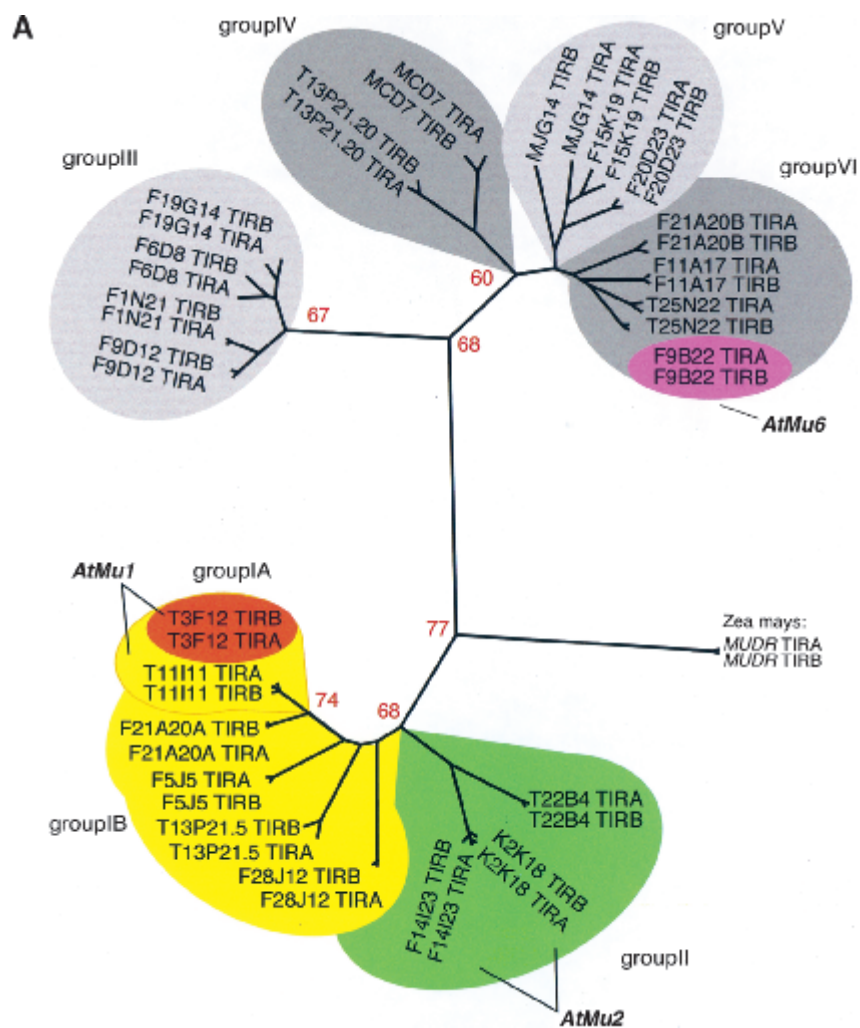 A
groupIV
groupV
MCD7 TIRA
MCD7 TIRB
T13P21.20 TIRB
T13P21.20 TIRA
MJG14 TIRB
MJG14 TIRA
F15K19 TIRA
F15K19 TIRB
F20D23 TIRA
F20D23 TIRB
groupIII
groupVI
F19G14 TIRB
F19G14 TIRA
F6D8 TIRB
F6D8 TIRA
F1N21 TIRB
F1N21 TIRA
F9D12 TIRB
F9D12 TIRA
F21A20B TIRA
F21A20B TIRB
F11A17 TIRA
F11A17 TIRB
T25N22 TIRA
T25N22 TIRB
F9B22 TIRA
F9B22 TIRB
60
67
68
AtMu6
AtMu1
groupIA
T3F12 TIRB
T3F12 TIRA
T11I11 TIRA
T11I11 TIRB
77
Zea mays:
MUDR TIRA
MUDR TIRB
74
68
F21A20A TIRB
F21A20A TIRA
F5J5 TIRA
F5J5 TIRB
groupIB
T13P21.5 TIRB
T13P21.5 TIRA
F28J12 TIRB
F28J12 TIRA
T22B4 TIRA
T22B4 TIRB
K2K18 TIRB
K2K18 TIRA
F14I23 TIRB
F14I23 TIRA
groupII
AtMu2